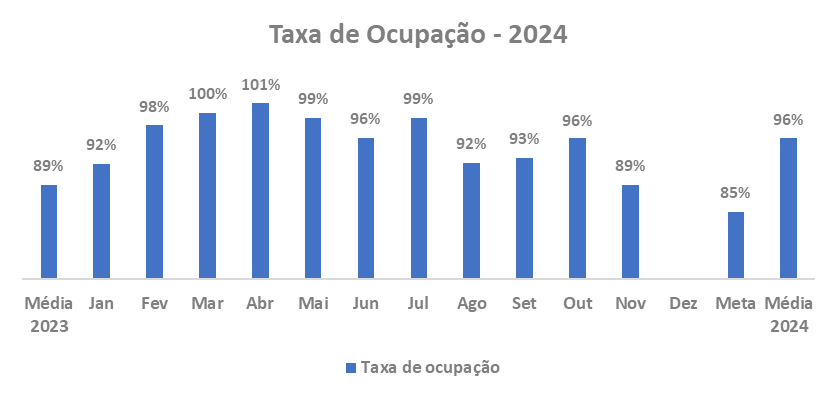 Taxa de Ocupação - 2024
89%
92%
98%
100%
101%
99%
96%
99%
92%
93%
96%
89%
85%
96%
Média 2023
Jan
Fev
Mar
Abr
Mai
Jun
Jul
Ago
Set
Out
Nov
Dez
Meta
Média 2024
Taxa de ocupação